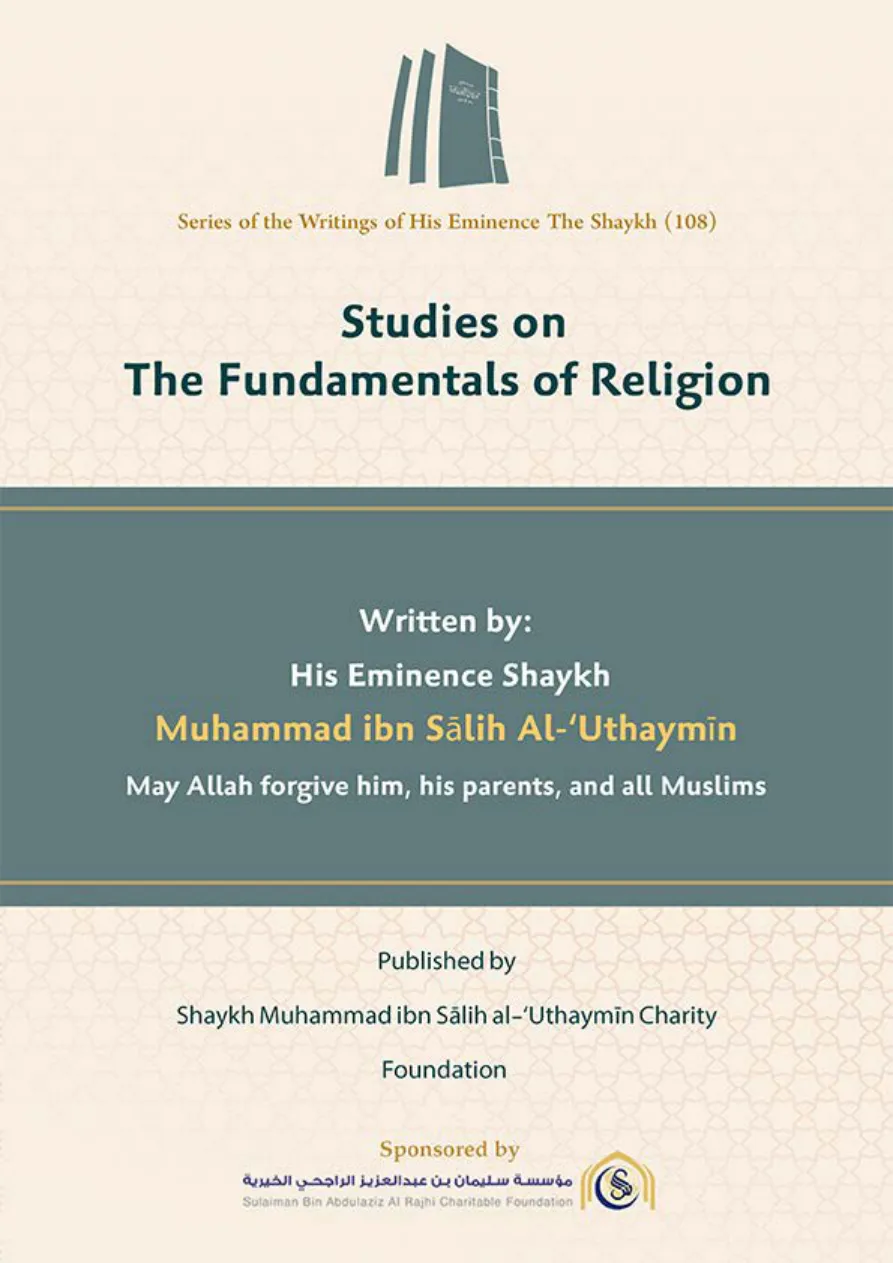 Series of the Writings of His Eminence The Shaykh (108)
Studies on
The Fundamentals of Religion
Written by:
His Eminence Shaykh
Muhammad ibn Sālih Al-‘Uthaymīn
May Allah forgive him, his parents, and all Muslims
Published by
Shaykh Muhammad ibn Sālih al-‘Uthaymīn Charity
Foundation
Sponsored by
مؤسسة سليمان بن عبدالعزيز الراجحي الخيرية
Sulaiman Bin Abdulaziz Al Rajhi Charitable Foundation